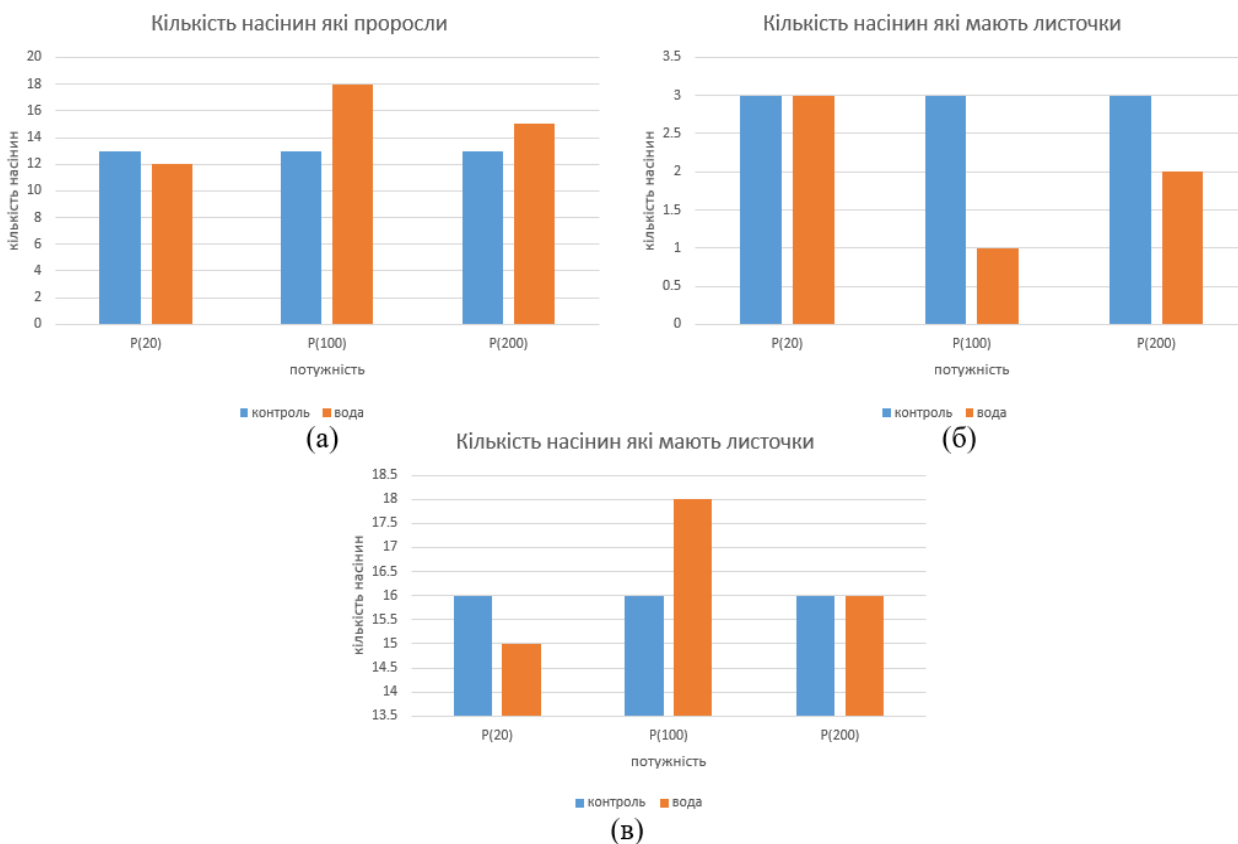 Кількість насінин які проросли
20
18
16
14
12
10
8
6
4
2
0
кількість насінин
P(20) P(100) P(200)
потужність
контроль вода
(а)
Кількість насінин які мають листочки
3.5
3
2.5
2
1.5
1
0.5
0
кількість насінин
P(20) P(100) P(200)
потужність
контроль вода
(б)
Кількість насінин які мають листочки
18.5
18
17.5
17
16.5
16
15.5
15
14.5
14
13.5
кількість насінин
P(20) P(100) P(200)
потужність
контроль вода
(в)